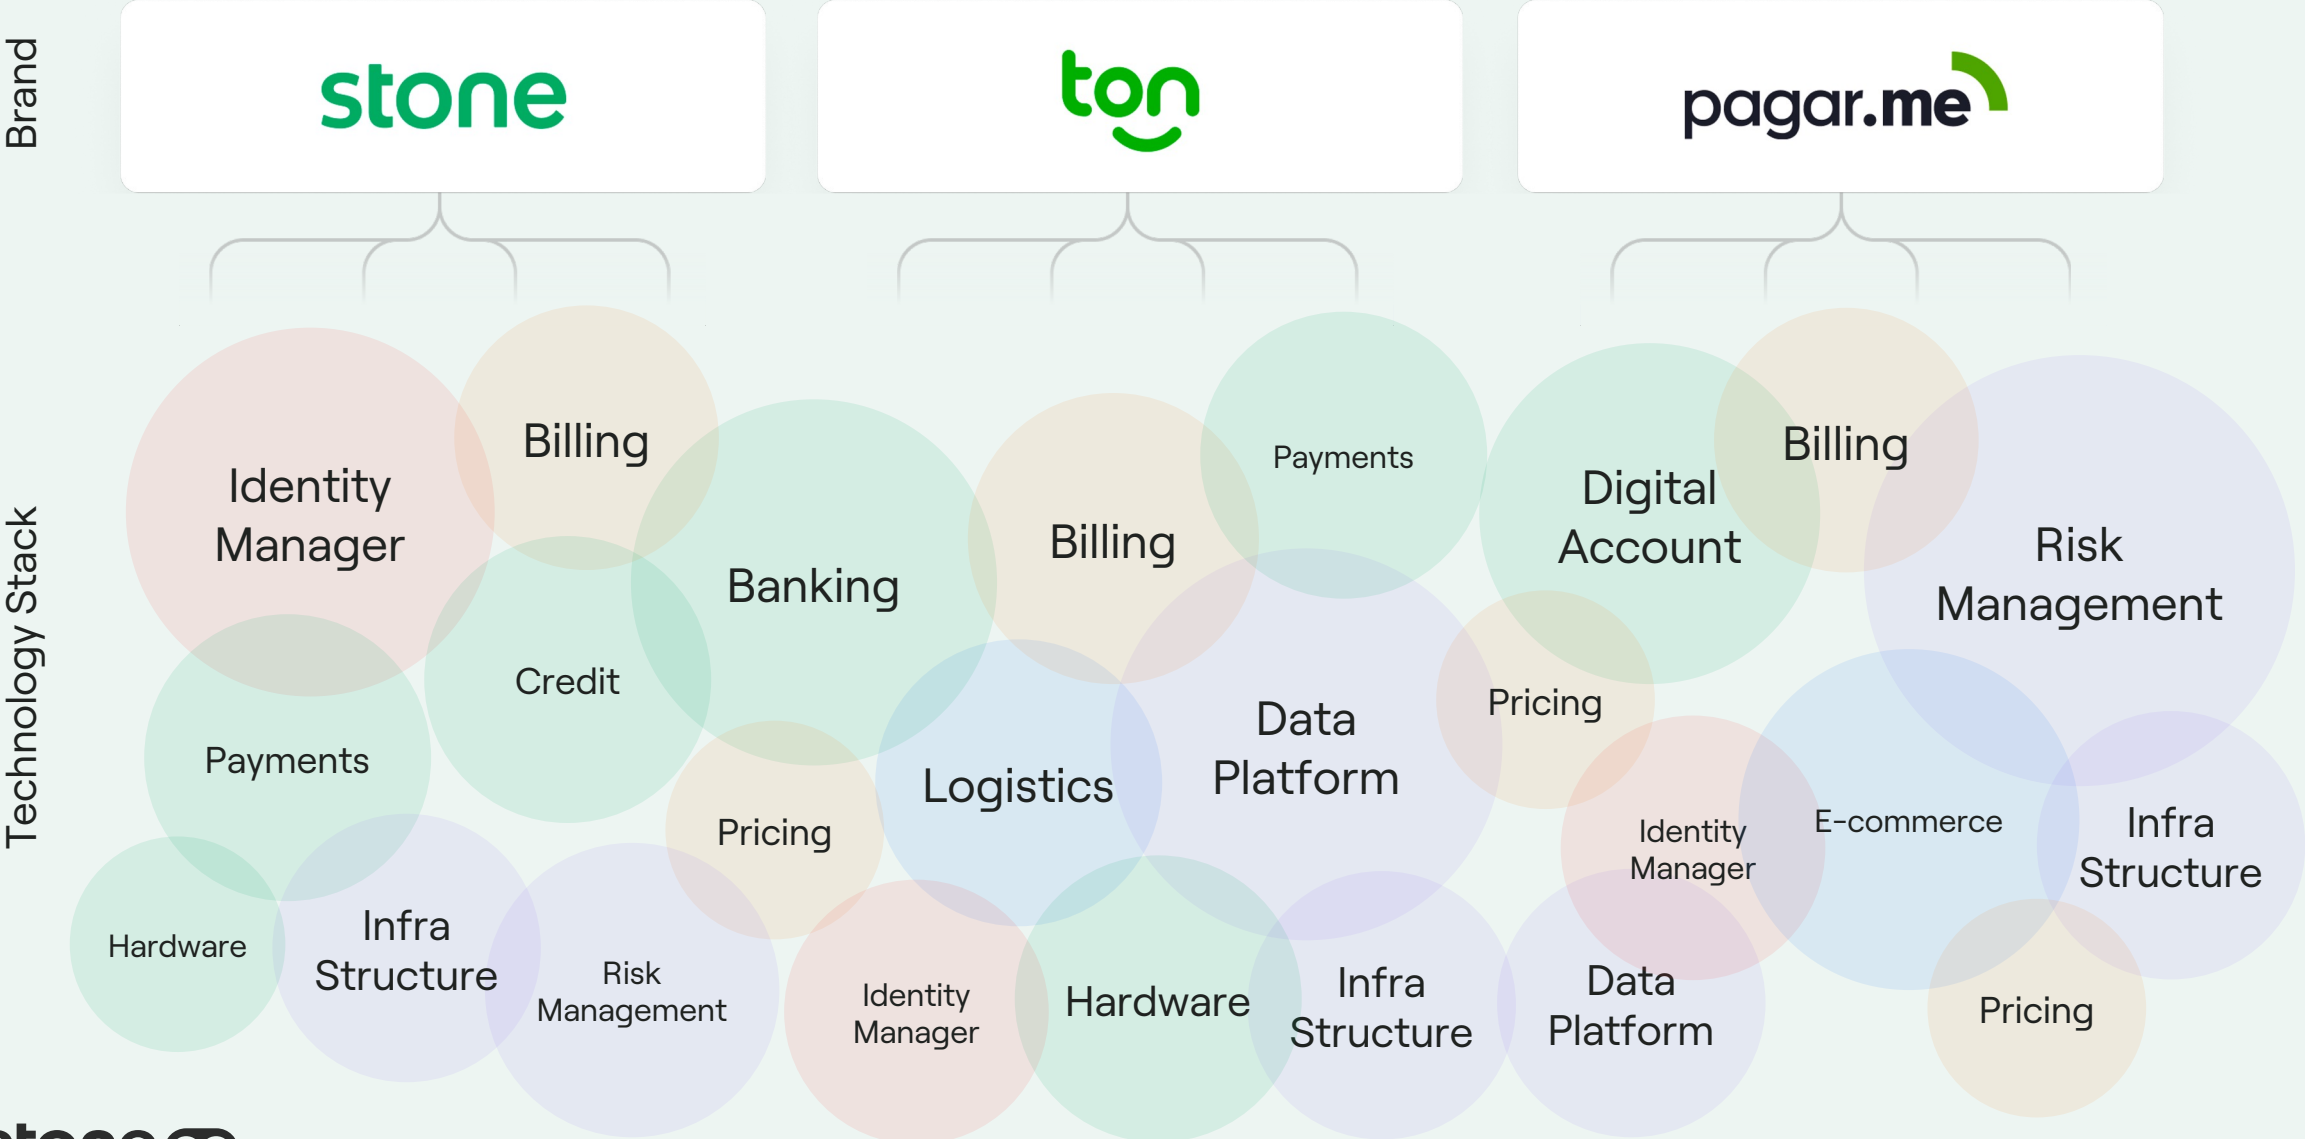 Brand
stone
ton
pagar.me
Technology Stack
Identity
Manager
Billing
Banking
Credit
Payments
Pricing
Hardware
Infra
Structure
Risk
Management
Billing
Payments
Logistics
Data
Platform
Pricing
Identity
Manager
Hardware
Infra
Structure
Digital
Account
Billing
Risk
Management
Identity
Manager
E-commerce
Infra
Structure
Data
Platform
Pricing